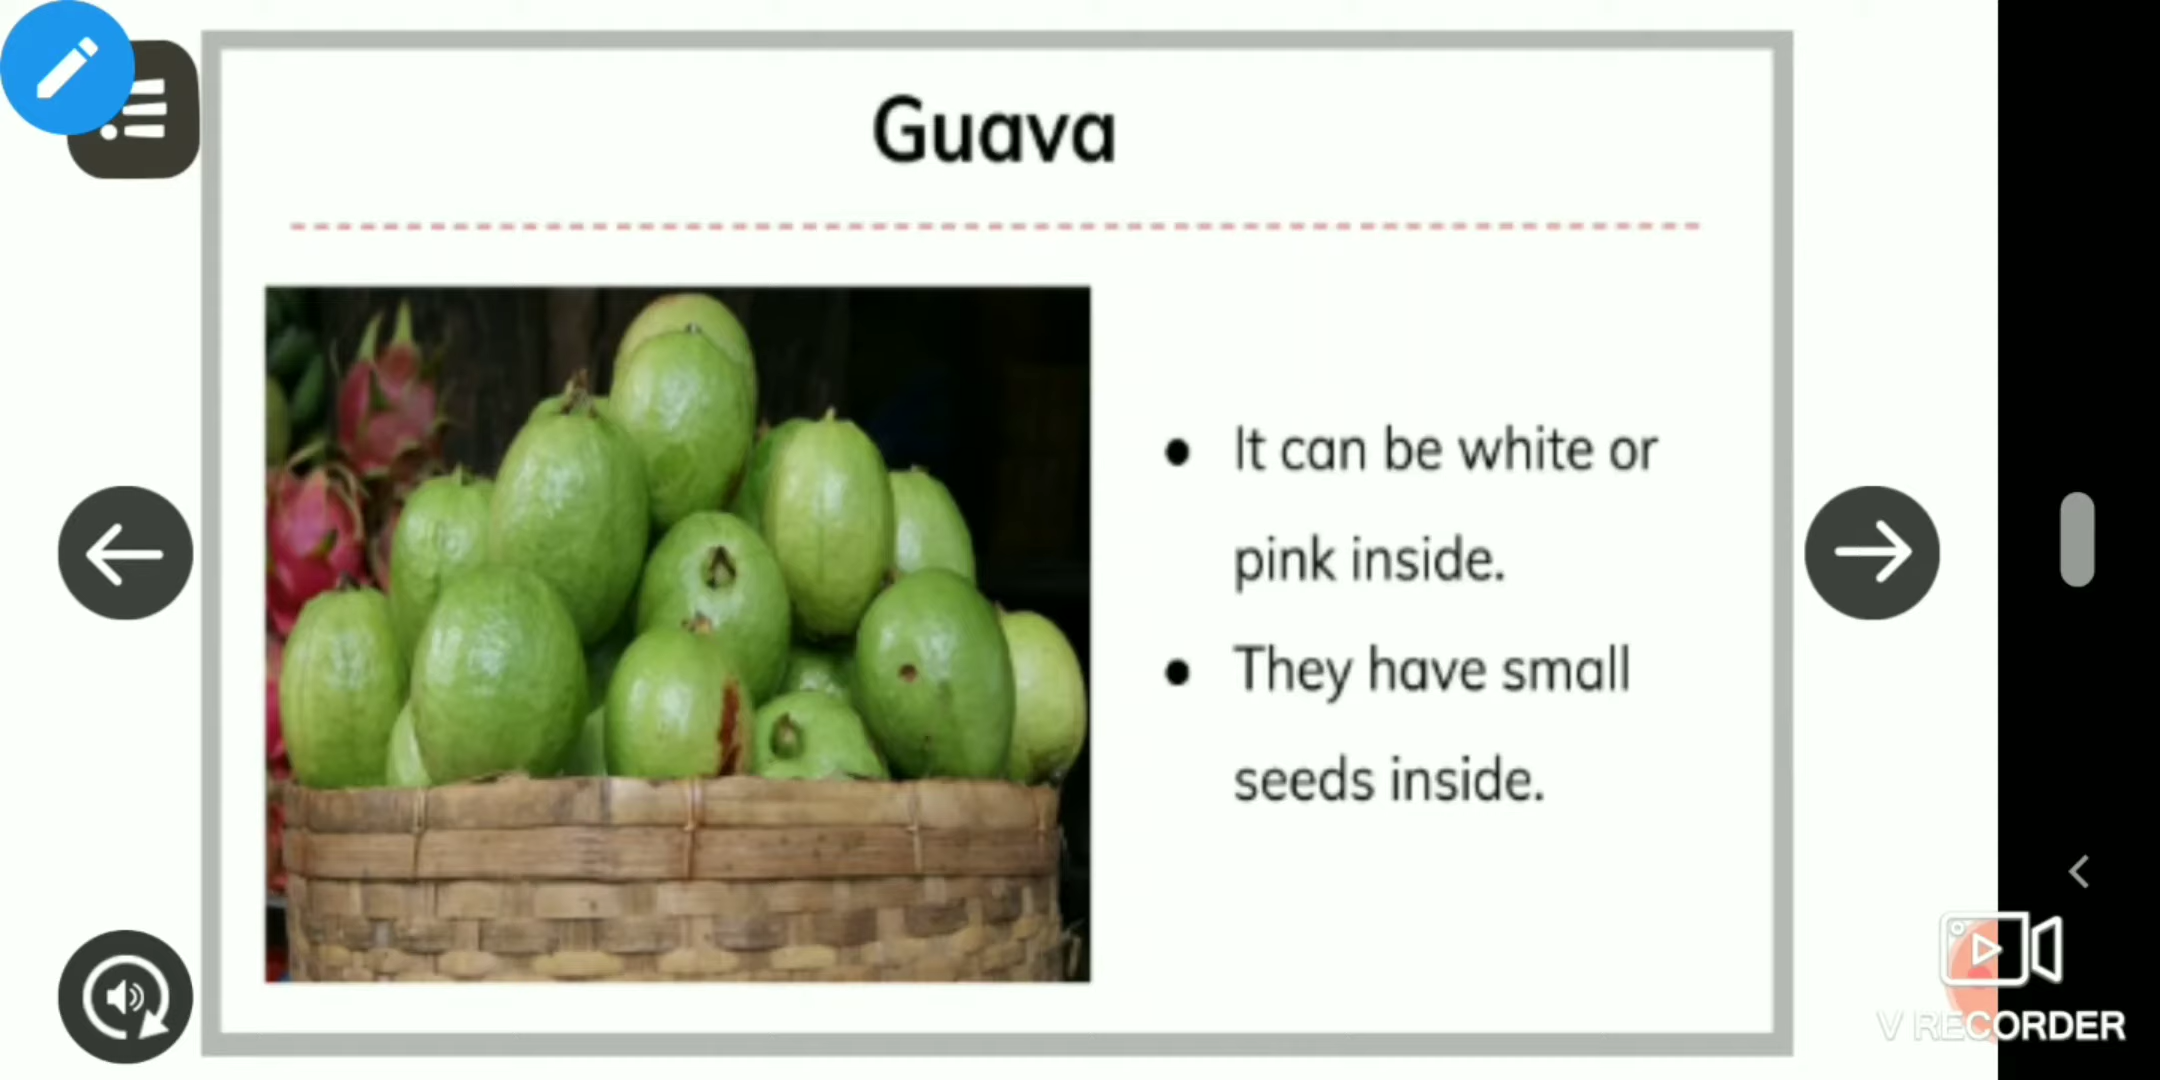 Guava
• It can be white or
pink inside.
• They have small
seeds inside.
V RECORDER